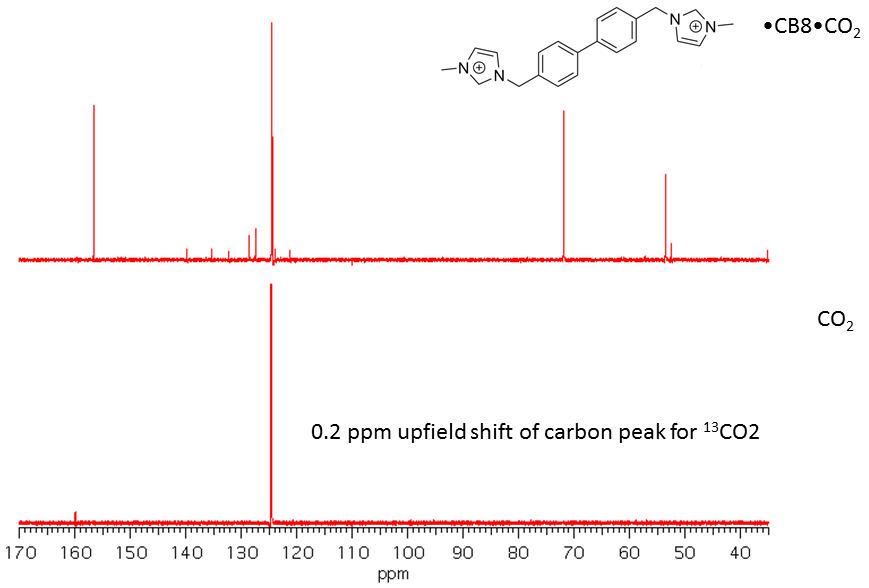 •CB8•CO₂
N
N
⊕
N
⊕
N
CO₂
0.2 ppm upfield shift of carbon peak for ¹³CO2
170 160 150 140 130 120 110 100 90 80 70 60 50 40
ppm